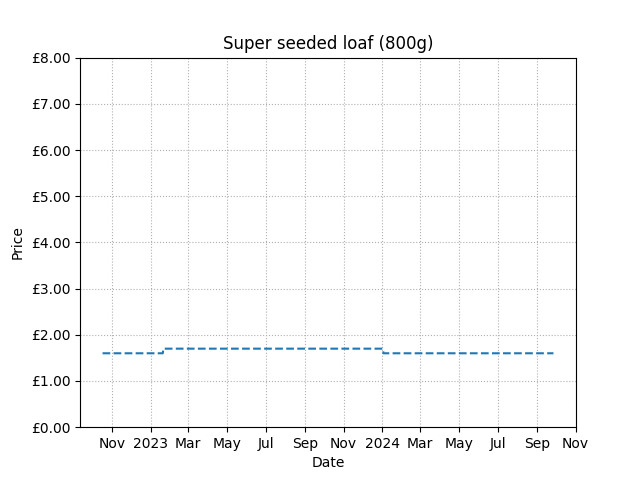 Super seeded loaf (800g)
£8.00
£7.00
£6.00
£5.00
£4.00
£3.00
£2.00
£1.00
£0.00
Price
Nov 2023 Mar May Jul Sep Nov 2024 Mar May Jul Sep Nov
Date